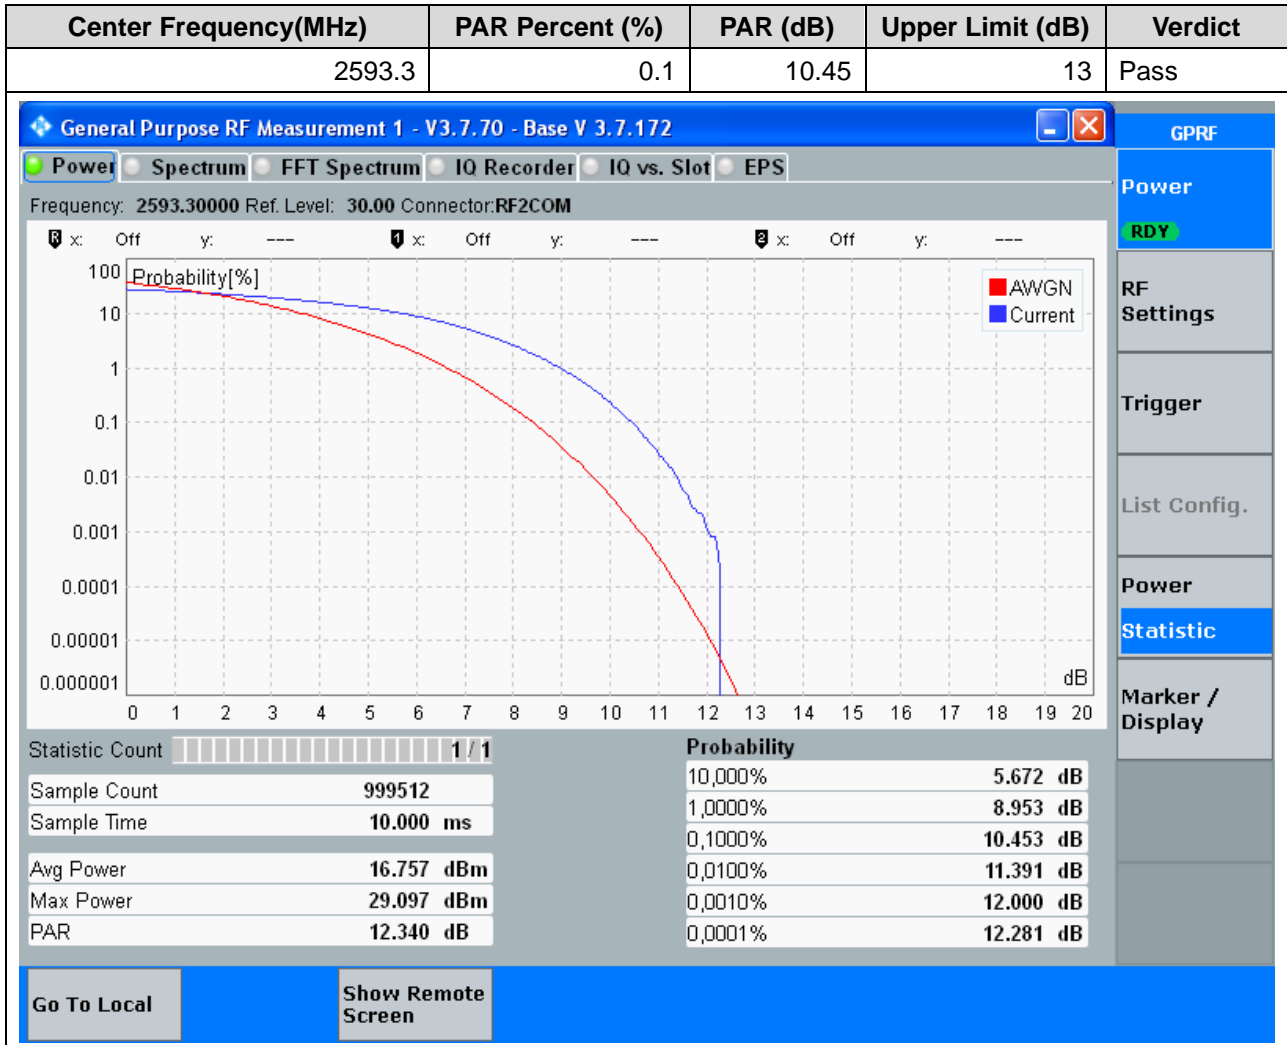 Center Frequency(MHz) PAR Percent (%) PAR (dB) Upper Limit (dB) Verdict
2593.3 0.1 10.45 13 Pass
General Purpose RF Measurement 1 - V3.7.70 - Base V 3.7.172
GPRF
Power Spectrum FFT Spectrum IQ Recorder IQ vs. Slot EPS
Power
RDY
Frequency: 2593.30000 Ref. Level: 30.00 Connector:RF2COM
R x: Off y: --- 1 x: Off y: --- 2 x: Off y: ---
100 Probability[%]
AWGN
Current
10
1
0.1
0.01
0.001
0.0001
0.00001
0.000001
dB
0 1 2 3 4 5 6 7 8 9 10 11 12 13 14 15 16 17 18 19 20
RF
Settings
Trigger
List Config.
Power
Statistic
Marker /
Display
Statistic Count 1 / 1
Sample Count 999512
Sample Time 10.000 ms
Avg Power 16.757 dBm
Max Power 29.097 dBm
PAR 12.340 dB
Probability
10,000% 5.672 dB
1,0000% 8.953 dB
0,1000% 10.453 dB
0,0100% 11.391 dB
0,0010% 12.000 dB
0,0001% 12.281 dB
Go To Local
Show Remote
Screen